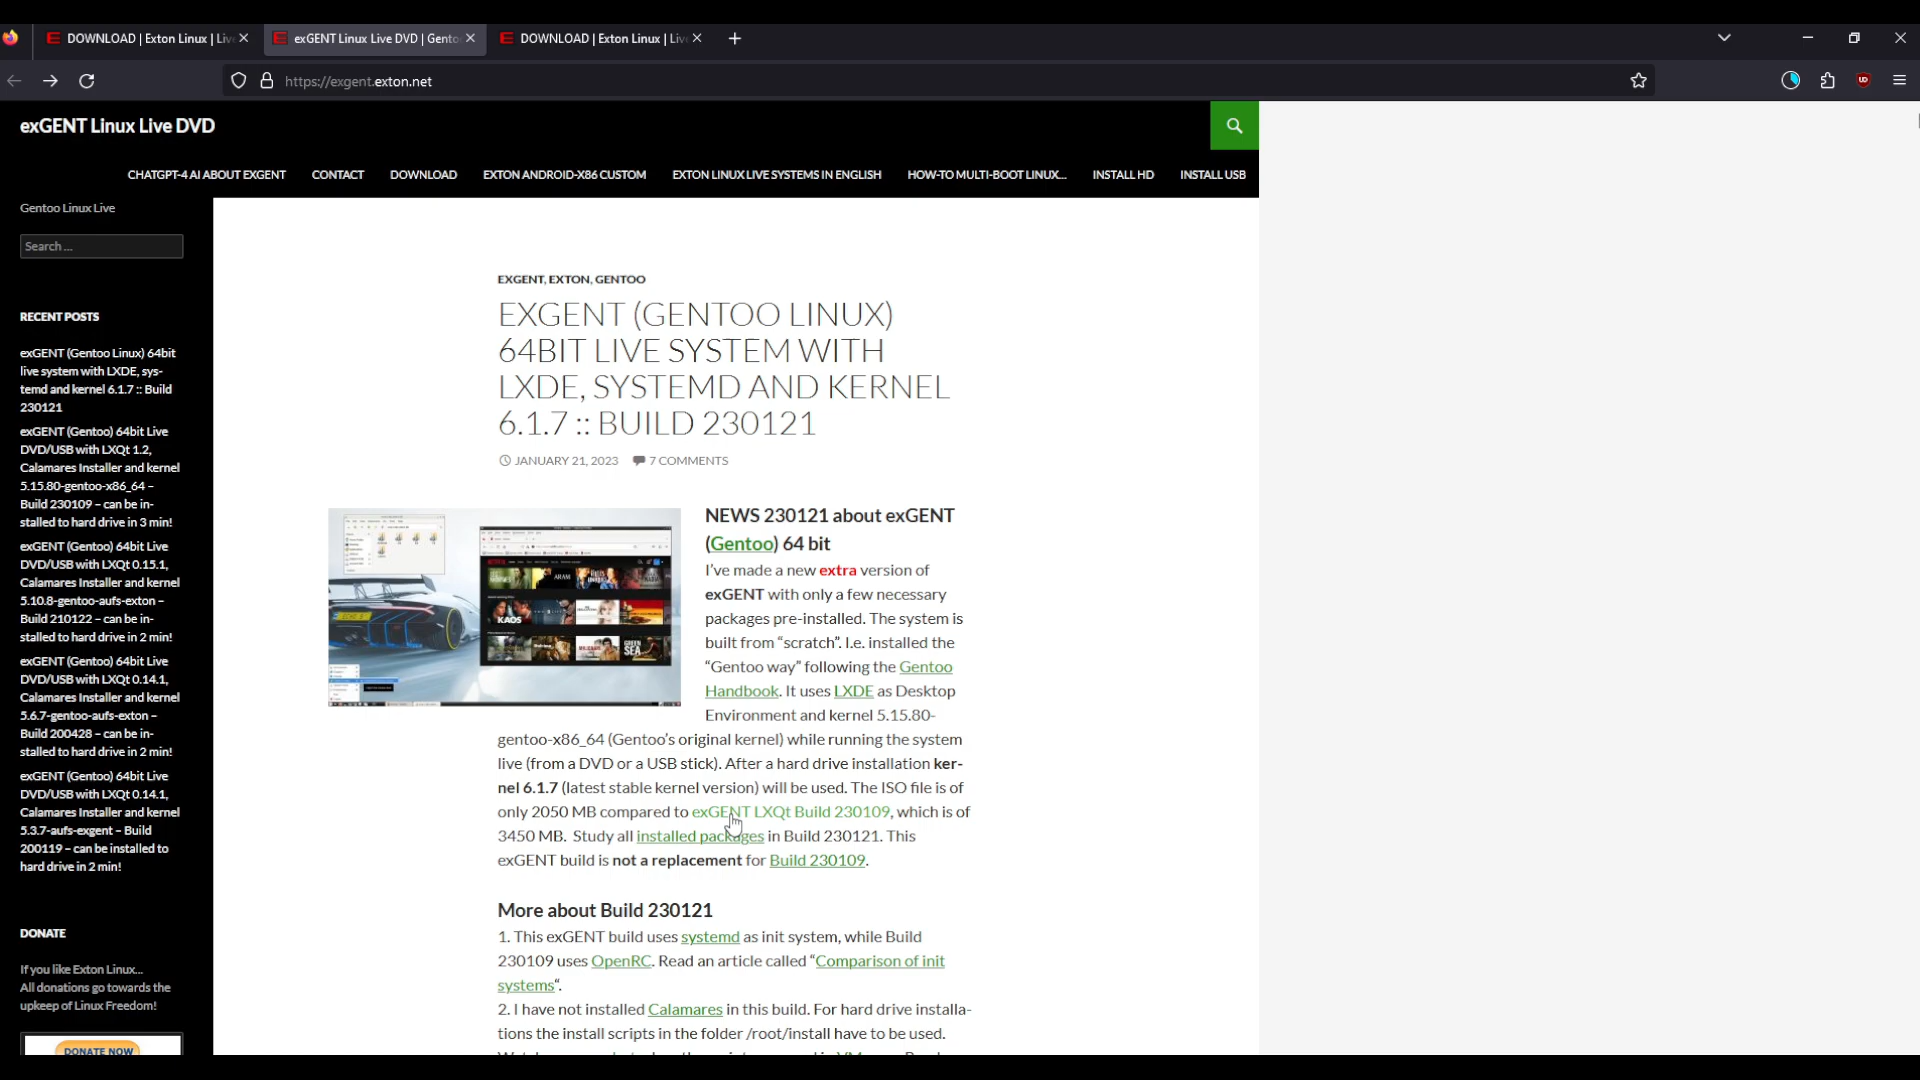 DOWNLOAD | Exton Linux | Liv
exGENT Linux Live DVD | Gento
DOWNLOAD | Exton Linux | Liv
https://exgent.exton.net
exGENT Linux Live DVD
CHATGPT-4 AI ABOUT EXGENT
CONTACT
DOWNLOAD
EXTON ANDROID-X86 CUSTOM
EXTON LINUX LIVE SYSTEMS IN ENGLISH
HOW-TO MULTI-BOOT LINUX...
INSTALL HD
INSTALL USB
Gentoo Linux Live
Search ...
RECENT POSTS
exGENT (Gentoo Linux) 64bit
live system with LXDE, sys-
temd and kernel 6.1.7 :: Build
230121
exGENT (Gentoo) 64bit Live
DVD/USB with LXQt 1.2,
Calamares Installer and kernel
5.15.80-gentoo-x86_64 –
Build 230109 – can be in-
stalled to hard drive in 3 min!
exGENT (Gentoo) 64bit Live
DVD/USB with LXQt 0.15.1,
Calamares Installer and kernel
5.10.8-gentoo-aufs-exton –
Build 210122 – can be in-
stalled to hard drive in 2 min!
exGENT (Gentoo) 64bit Live
DVD/USB with LXQt 0.14.1,
Calamares Installer and kernel
5.6.7-gentoo-aufs-exton –
Build 200428 – can be in-
stalled to hard drive in 2 min!
exGENT (Gentoo) 64bit Live
DVD/USB with LXQt 0.14.1,
Calamares Installer and kernel
5.3.7-aufs-exgent – Build
200119 – can be installed to
hard drive in 2 min!
DONATE
If you like Exton Linux...
All donations go towards the
upkeep of Linux Freedom!
DONATE NOW
EXGENT, EXTON, GENTOO
EXGENT (GENTOO LINUX)
64BIT LIVE SYSTEM WITH
LXDE, SYSTEMD AND KERNEL
6.1.7 :: BUILD 230121
JANUARY 21, 2023
7 COMMENTS
KAOS
ARAM
NEWS 230121 about exGENT
(Gentoo) 64 bit
I’ve made a new extra version of
exGENT with only a few necessary
packages pre-installed. The system is
built from “scratch”. I.e. installed the
“Gentoo way” following the Gentoo
Handbook. It uses LXDE as Desktop
Environment and kernel 5.15.80-
gentoo-x86_64 (Gentoo’s original kernel) while running the system
live (from a DVD or a USB stick). After a hard drive installation ker-
nel 6.1.7 (latest stable kernel version) will be used. The ISO file is of
only 2050 MB compared to exGENT LXQt Build 230109, which is of
3450 MB. Study all installed packages in Build 230121. This
exGENT build is not a replacement for Build 230109.
More about Build 230121
1. This exGENT build uses systemd as init system, while Build
230109 uses OpenRC. Read an article called “Comparison of init
systems“.
2. I have not installed Calamares in this build. For hard drive installa-
tions the install scripts in the folder /root/install have to be used.